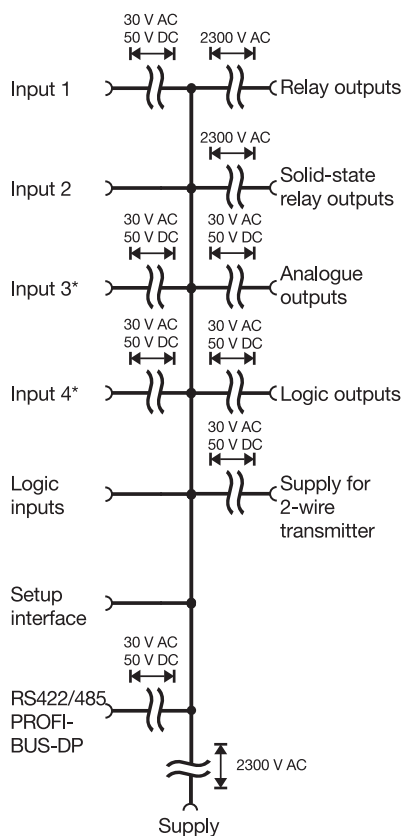 30 V AC
50 V DC
2300 V AC
Input 1
Relay outputs
2300 V AC
Input 2
Solid-state
relay outputs
30 V AC
50 V DC
30 V AC
50 V DC
Input 3*
Analogue
outputs
30 V AC
50 V DC
30 V AC
50 V DC
Input 4*
Logic outputs
30 V AC
50 V DC
Logic
inputs
Supply for
2-wire
transmitter
Setup
interface
30 V AC
50 V DC
RS422/485
PROFI-
BUS-DP
2300 V AC
Supply